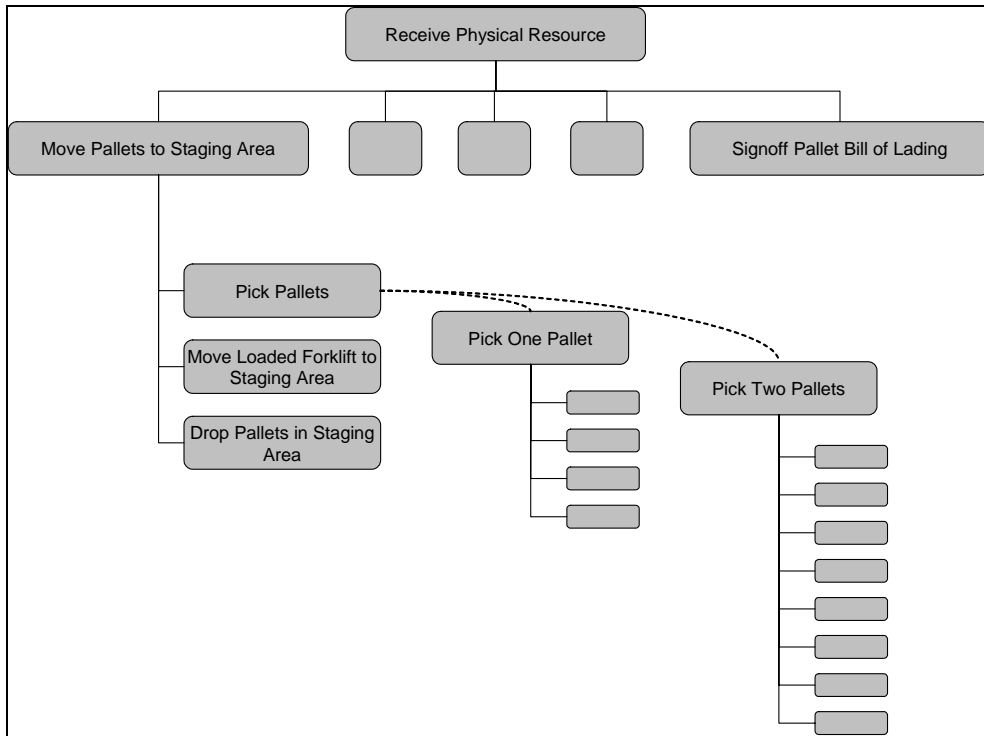 Receive Physical Resource
Move Pallets to Staging Area
Signoff Pallet Bill of Lading
Pick Pallets
Pick One Pallet
Move Loaded Forklift to
Staging Area
Pick Two Pallets
Drop Pallets in Staging
Area